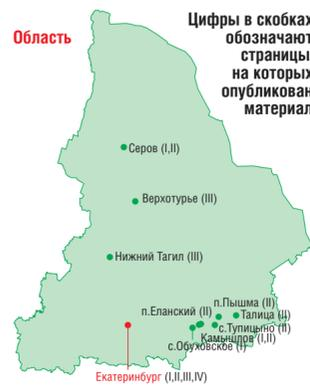 Цифры в скобках
обозначают
страницы,
на которых
опубликован
материал
Область
Серов (I,II)
Верхотурье (III)
Нижний Тагил (III)
п.Пышма (II)
п.Еланский (II)
Талица (II)
с.Тупицыно (II)
Камышлов (I,II)
с.Обуховское (I)
Екатеринбург (I,II,III,IV)